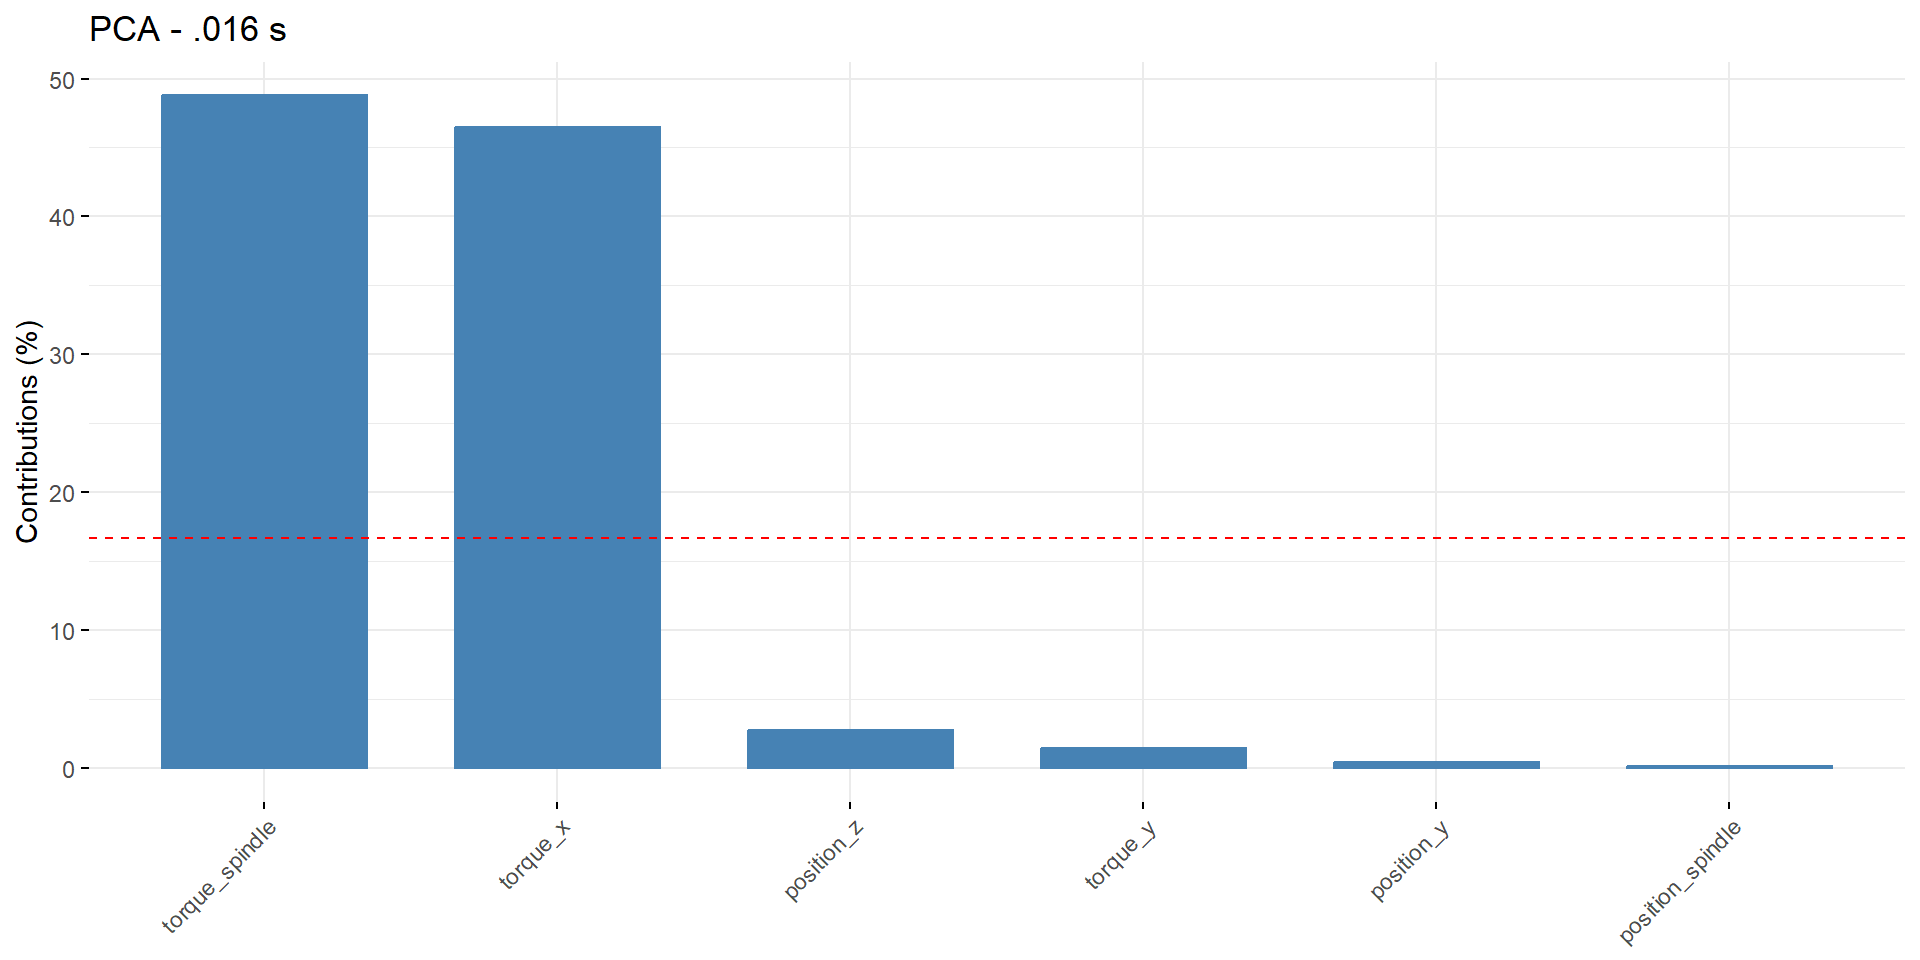 PCA - .016 s
Contributions (%)
50
40
30
20
10
0
torque_spindle
torque_x
position_z
torque_y
position_y
position_spindle